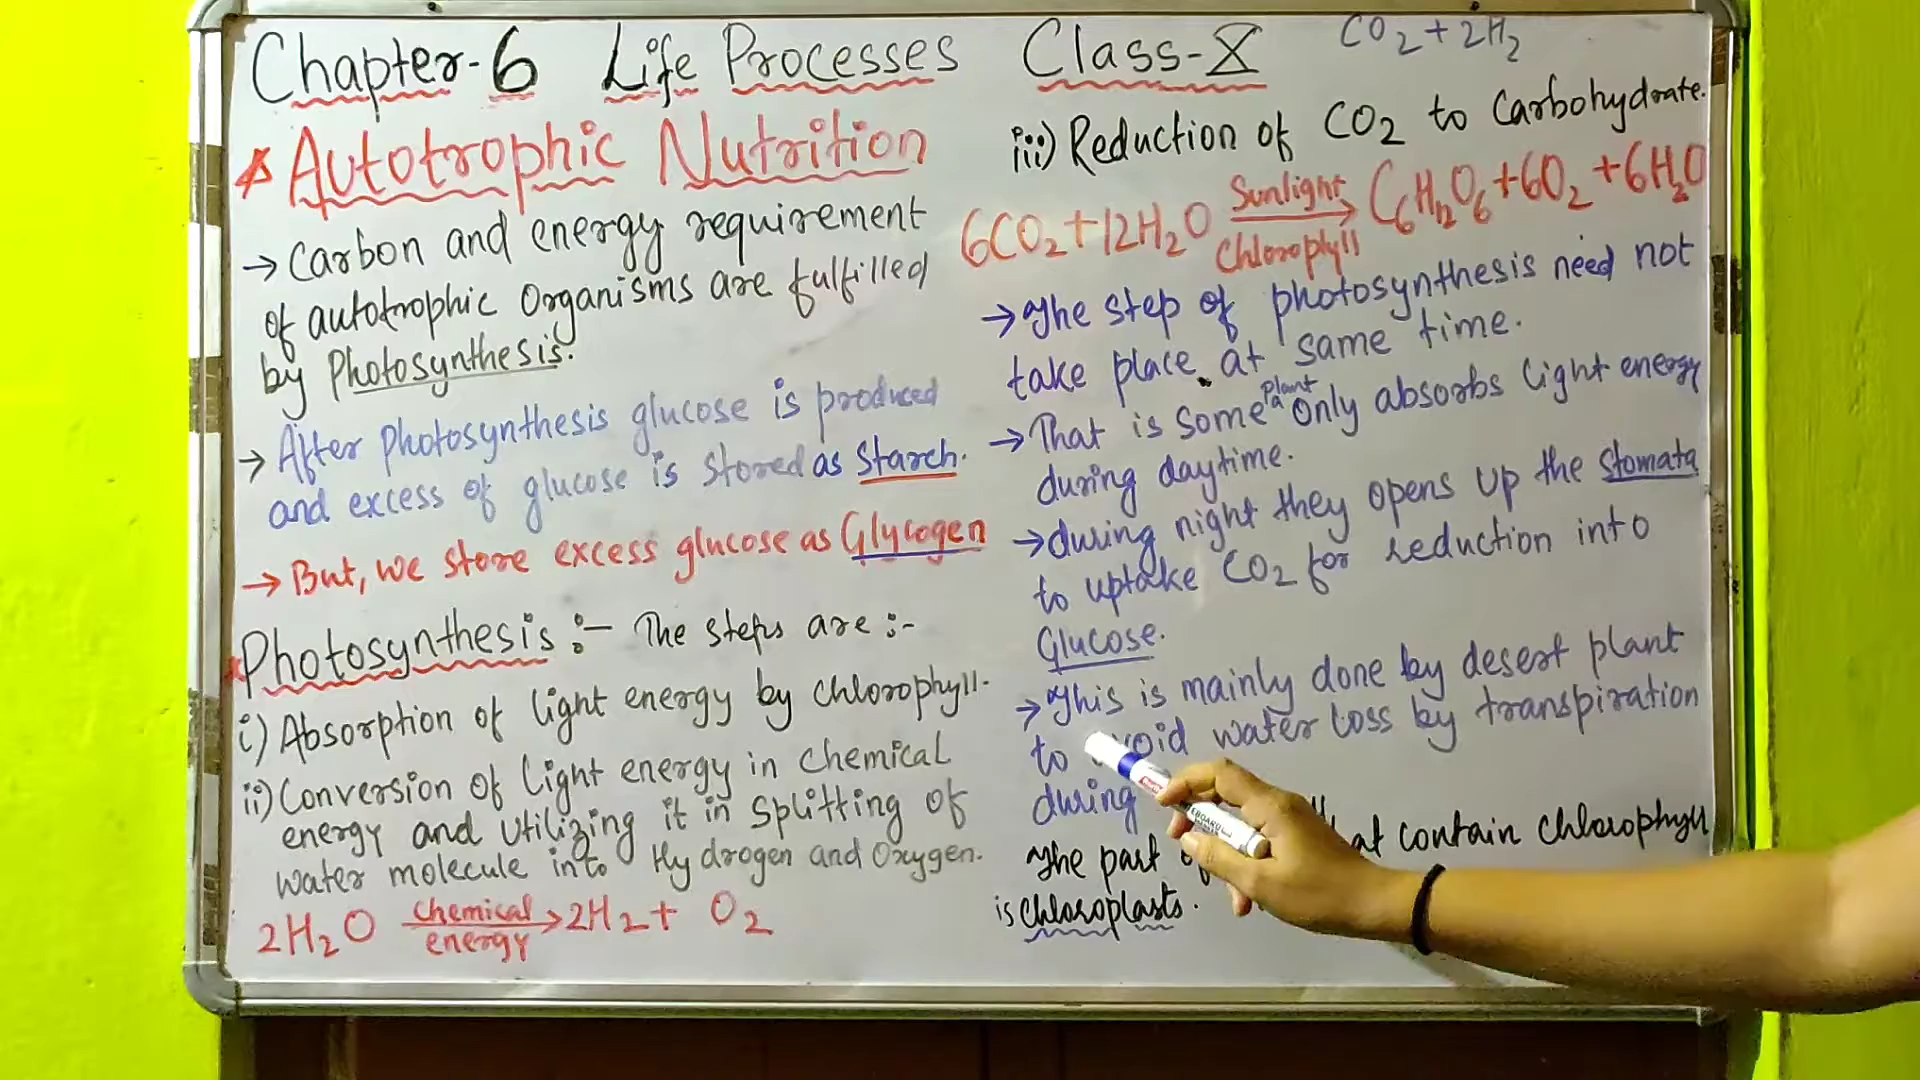 Chapter-6 Life Processes Class-X
* Autotrophic Nutrition
→ Carbon and energy requirement
of autotrophic Organisms are fulfilled
by Photosynthesis.
→ After photosynthesis glucose is produced
and excess of glucose is stored as Starch.
→ But, we store excess glucose as Glycogen
*Photosynthesis:- The steps are :-
i) Absorption of light energy by chlorophyll.
ii) Conversion of light energy in chemical
energy and utilizing it in splitting of
water molecule into Hydrogen and Oxygen.
2H2O chemical energy → 2H2 + O2
CO2 + 2H2
iii) Reduction of CO2 to Carbohydrate.
6CO2 + 12H2O Sunlight → Chlorophyll C6H12O6 + 6O2 + 6H2O
→ The step of photosynthesis need not
take place at same time.
→ That is some plant only absorbs light energy
during daytime.
→ during night they opens up the stomata
to uptake CO2 for reduction into
Glucose.
→ This is mainly done by desert plant
to avoid water loss by transpiration
during
The part contain chlorophyll
is chloroplasts.